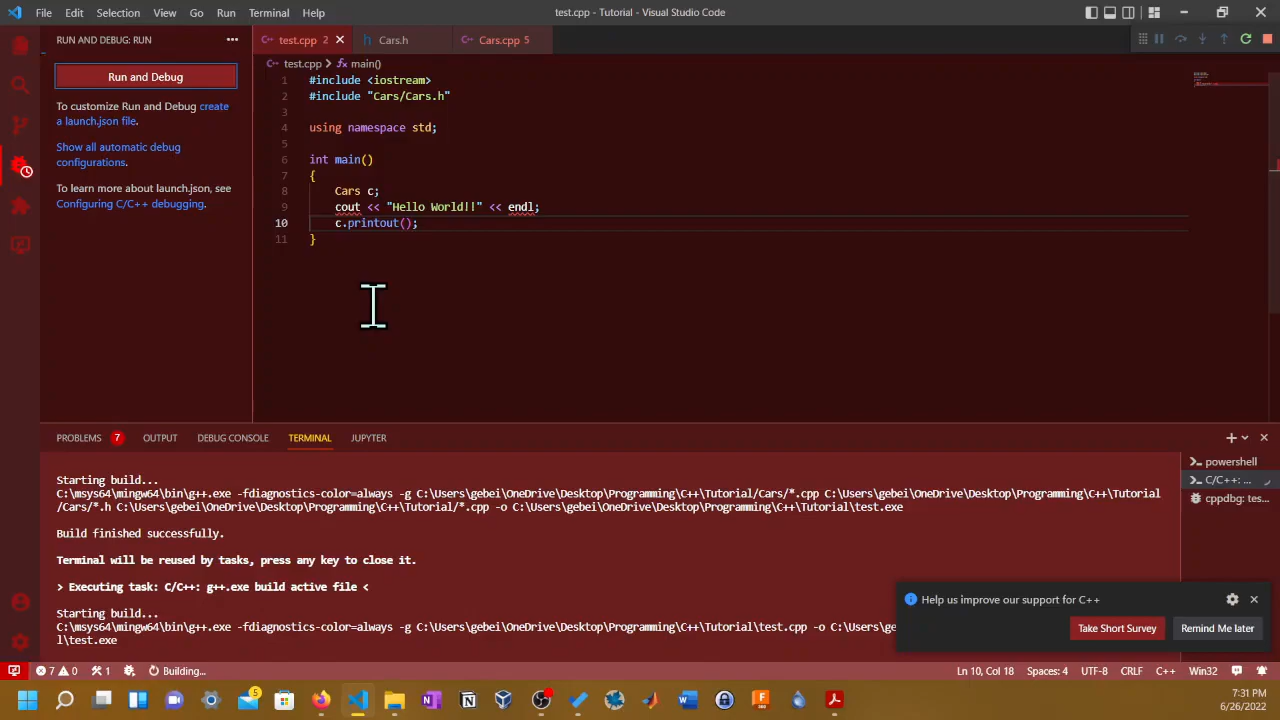 File Edit Selection View Go Run Terminal Help
test.cpp - Tutorial - Visual Studio Code
RUN AND DEBUG: RUN
Run and Debug
To customize Run and Debug create
a launch.json file.
Show all automatic debug
configurations.
To learn more about launch.json, see
Configuring C/C++ debugging.
test.cpp 2
Cars.h
Cars.cpp 5
test.cpp > main()
1 #include <iostream>
2 #include "Cars/Cars.h"
3
4 using namespace std;
5
6 int main()
7 {
8 Cars c;
9 cout << "Hello World!!" << endl;
10 c.printout();
11 }
PROBLEMS 7 OUTPUT DEBUG CONSOLE TERMINAL JUPYTER
Starting build...
C:\msys64\mingw64\bin\g++.exe -fdiagnostics-color=always -g C:\Users\gebei\OneDrive\Desktop\Programming\C++\Tutorial/Cars/*.cpp C:\Users\gebei\OneDrive\Desktop\Programming\C++\Tutorial
/Cars/*.h C:\Users\gebei\OneDrive\Desktop\Programming\C++\Tutorial/*.cpp -o C:\Users\gebei\OneDrive\Desktop\Programming\C++\Tutorial\test.exe
Build finished successfully.
Terminal will be reused by tasks, press any key to close it.
> Executing task: C/C++: g++.exe build active file <
Starting build...
C:\msys64\mingw64\bin\g++.exe -fdiagnostics-color=always -g C:\Users\gebei\OneDrive\Desktop\Programming\C++\Tutorial\test.cpp -o C:\Users\geb
l\test.exe
powershell
C/C++: ...
cppdbg: tes...
Help us improve our support for C++
Take Short Survey
Remind Me later
7 0 1 Building...
Ln 10, Col 18 Spaces: 4 UTF-8 CRLF C++ Win32
5
7:31 PM
6/26/2022